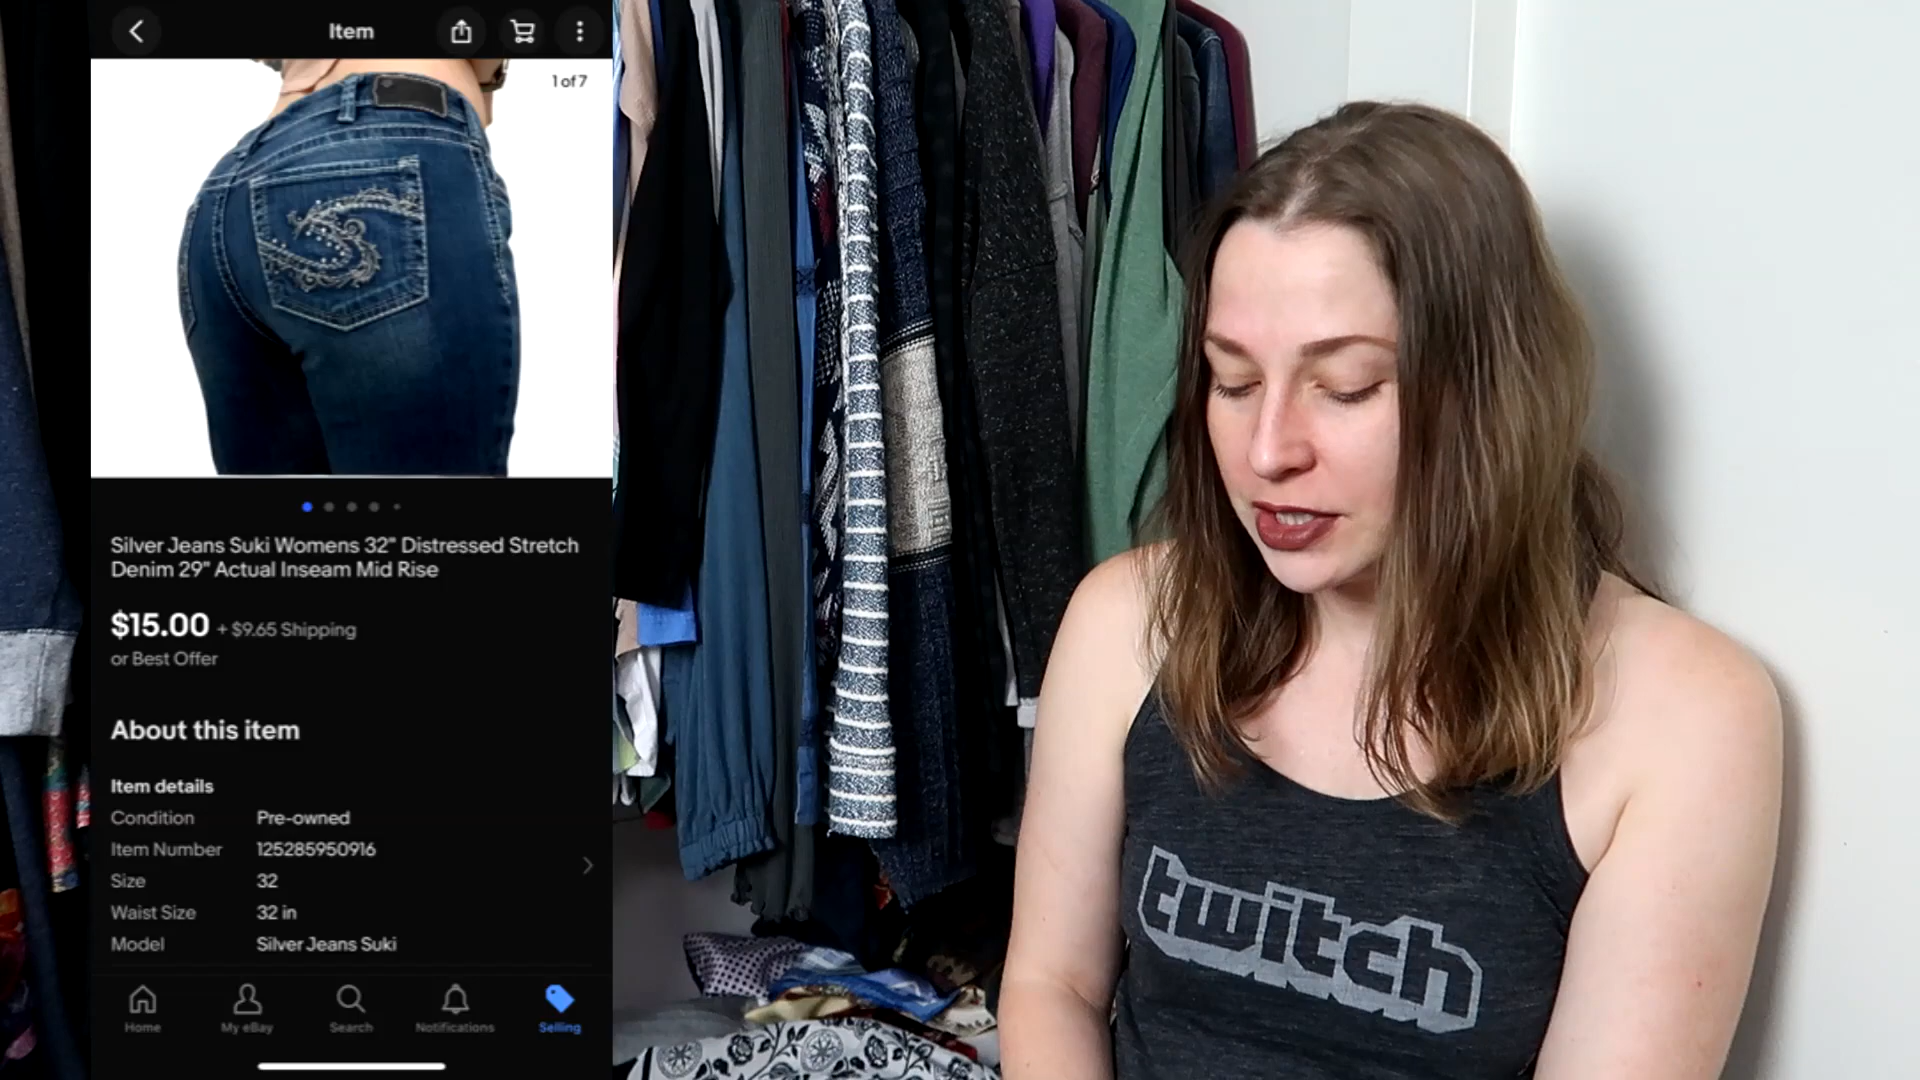 Item
1 of 7
Silver Jeans Suki Womens 32" Distressed Stretch
Denim 29" Actual Inseam Mid Rise
$15.00 + $9.65 Shipping
or Best Offer
About this item
Item details
Condition Pre-owned
Item Number 125285950916
Size 32
Waist Size 32 in
Model Silver Jeans Suki
Home My eBay Search Notifications Selling
twitch